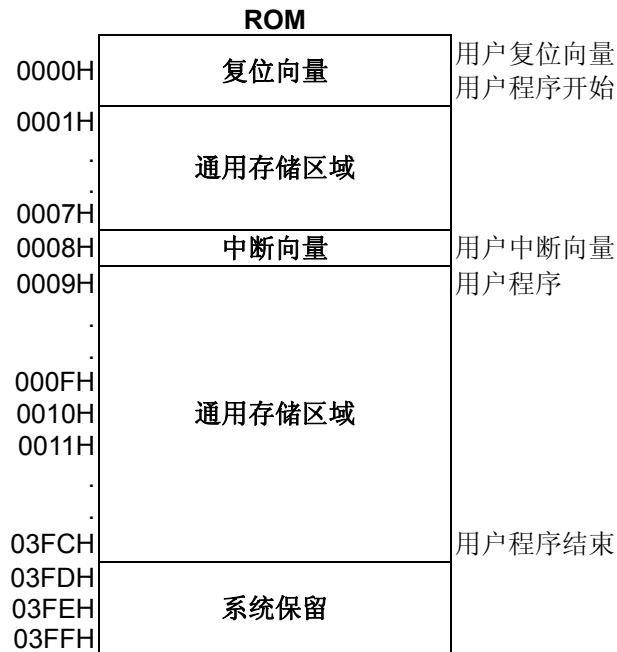 ROM
0000H 复位向量 用户复位向量
用户程序开始
0001H
.
通用存储区域
.
0007H
0008H 中断向量 用户中断向量
0009H 用户程序
.
.
000FH
0010H 通用存储区域
0011H
.
.
03FCH 用户程序结束
03FDH
03FEH 系统保留
03FFH